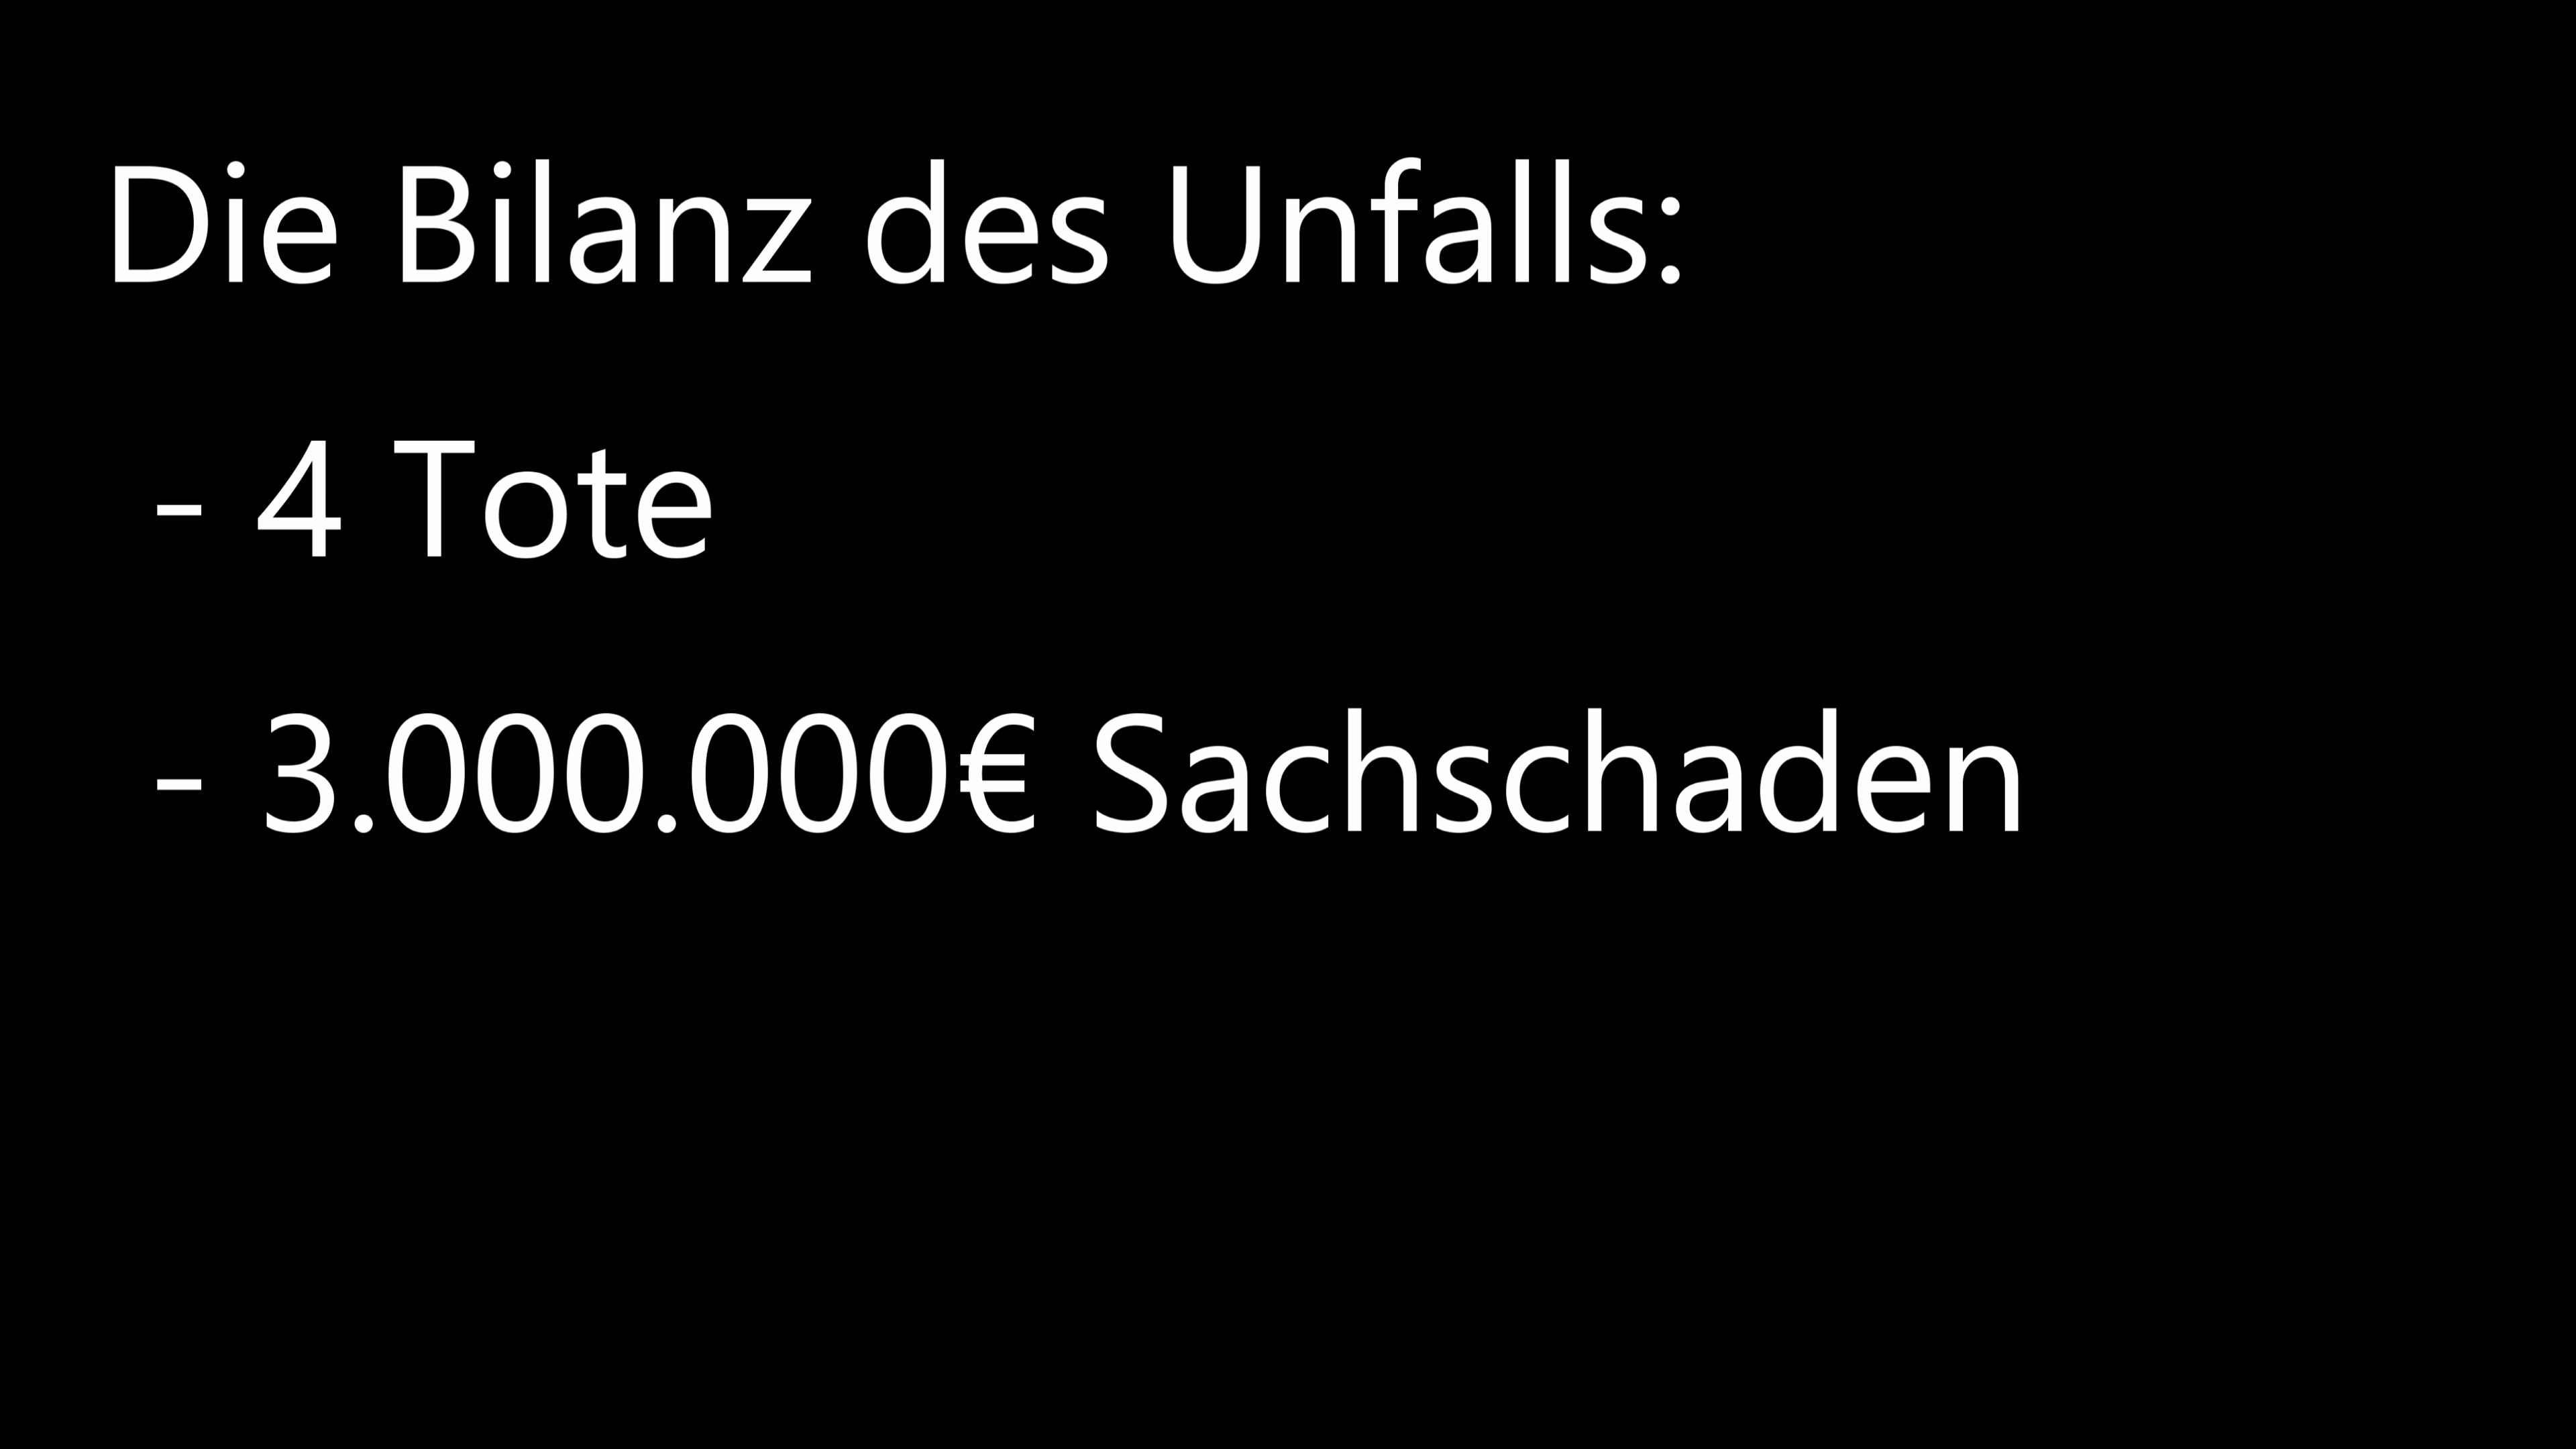 Die Bilanz des Unfalls:
- 4 Tote
- 3.000.000€ Sachschaden